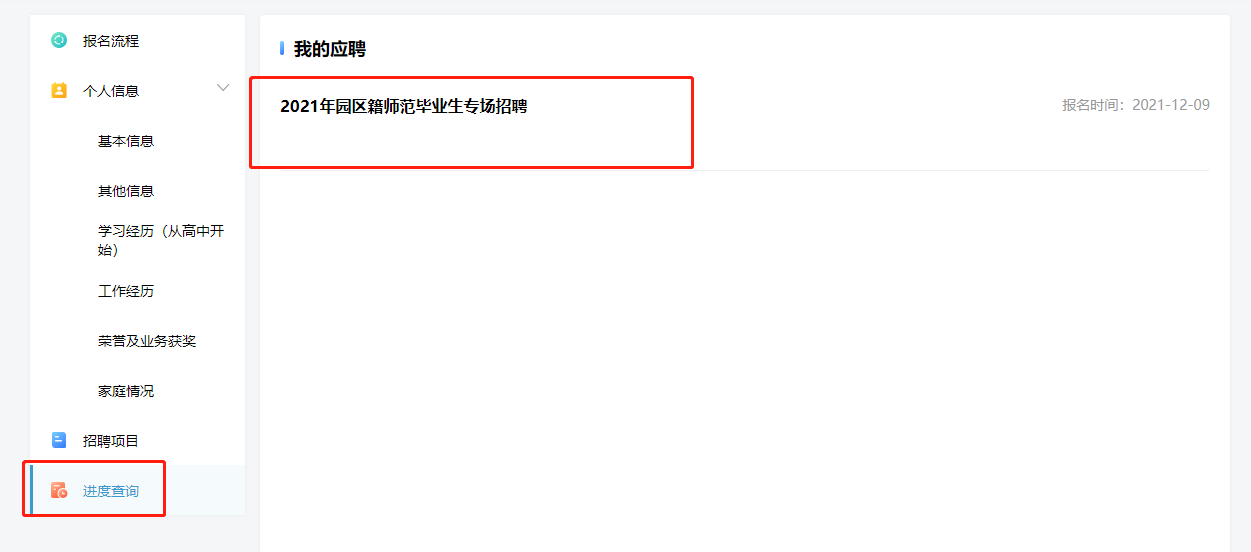 报名流程
个人信息
基本信息
其他信息
学习经历（从高中开
始）
工作经历
荣誉及业务获奖
家庭情况
招聘项目
进度查询
我的应聘
2021年园区籍师范毕业生专场招聘
报名时间：2021-12-09